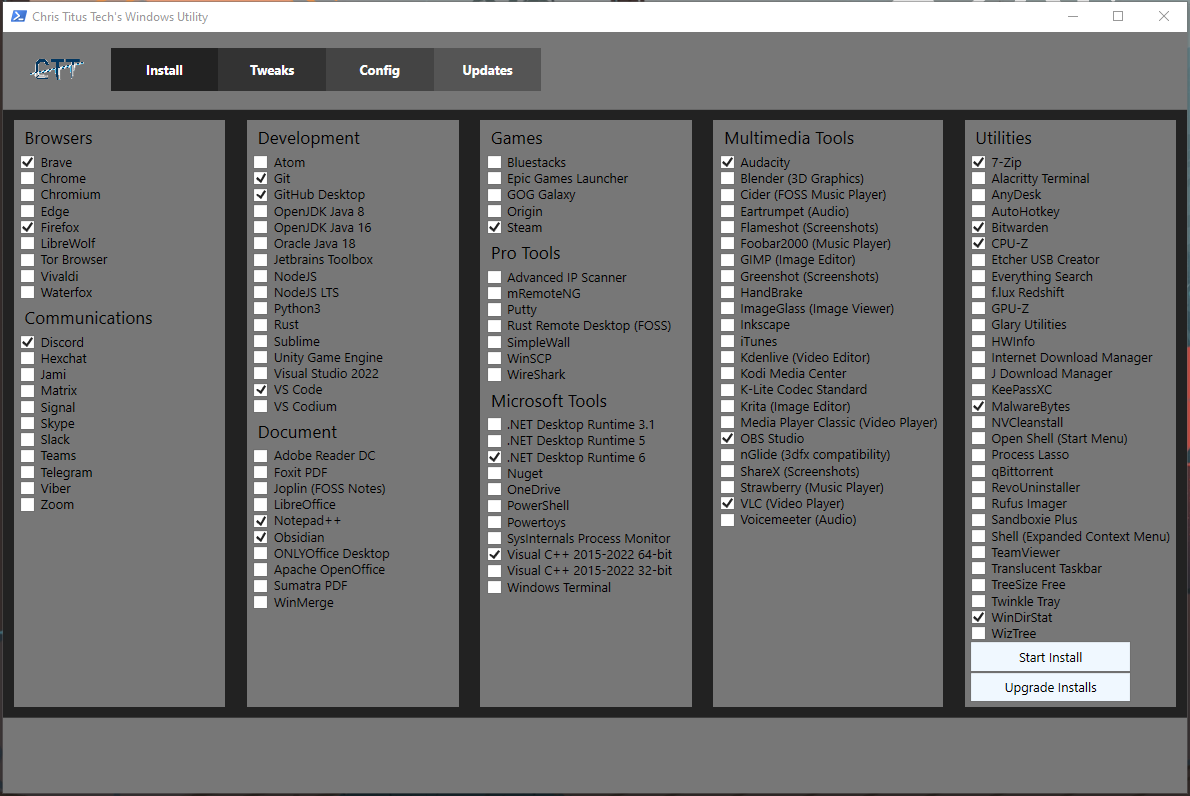 Chris Titus Tech's Windows Utility
CTT
Install
Tweaks
Config
Updates
Browsers
Brave
Chrome
Chromium
Edge
Firefox
LibreWolf
Tor Browser
Vivaldi
Waterfox
Communications
Discord
Hexchat
Jami
Matrix
Signal
Skype
Slack
Teams
Telegram
Viber
Zoom
Development
Atom
Git
GitHub Desktop
OpenJDK Java 8
OpenJDK Java 16
Oracle Java 18
Jetbrains Toolbox
NodeJS
NodeJS LTS
Python3
Rust
Sublime
Unity Game Engine
Visual Studio 2022
VS Code
VS Codium
Document
Adobe Reader DC
Foxit PDF
Joplin (FOSS Notes)
LibreOffice
Notepad++
Obsidian
ONLYOffice Desktop
Apache OpenOffice
Sumatra PDF
WinMerge
Games
Bluestacks
Epic Games Launcher
GOG Galaxy
Origin
Steam
Pro Tools
Advanced IP Scanner
mRemoteNG
Putty
Rust Remote Desktop (FOSS)
SimpleWall
WinSCP
WireShark
Microsoft Tools
.NET Desktop Runtime 3.1
.NET Desktop Runtime 5
.NET Desktop Runtime 6
Nuget
OneDrive
PowerShell
Powertoys
SysInternals Process Monitor
Visual C++ 2015-2022 64-bit
Visual C++ 2015-2022 32-bit
Windows Terminal
Multimedia Tools
Audacity
Blender (3D Graphics)
Cider (FOSS Music Player)
Eartrumpet (Audio)
Flameshot (Screenshots)
Foobar2000 (Music Player)
GIMP (Image Editor)
Greenshot (Screenshots)
HandBrake
ImageGlass (Image Viewer)
Inkscape
iTunes
Kdenlive (Video Editor)
Kodi Media Center
K-Lite Codec Standard
Krita (Image Editor)
Media Player Classic (Video Player)
OBS Studio
nGlide (3dfx compatibility)
ShareX (Screenshots)
Strawberry (Music Player)
VLC (Video Player)
Voicemeeter (Audio)
Utilities
7-Zip
Alacritty Terminal
AnyDesk
AutoHotkey
Bitwarden
CPU-Z
Etcher USB Creator
Everything Search
f.lux Redshift
GPU-Z
Glary Utilities
HWInfo
Internet Download Manager
J Download Manager
KeePassXC
MalwareBytes
NVCleanstall
Open Shell (Start Menu)
Process Lasso
qBittorrent
RevoUninstaller
Rufus Imager
Sandboxie Plus
Shell (Expanded Context Menu)
TeamViewer
Translucent Taskbar
TreeSize Free
Twinkle Tray
WinDirStat
WizTree
Start Install
Upgrade Installs